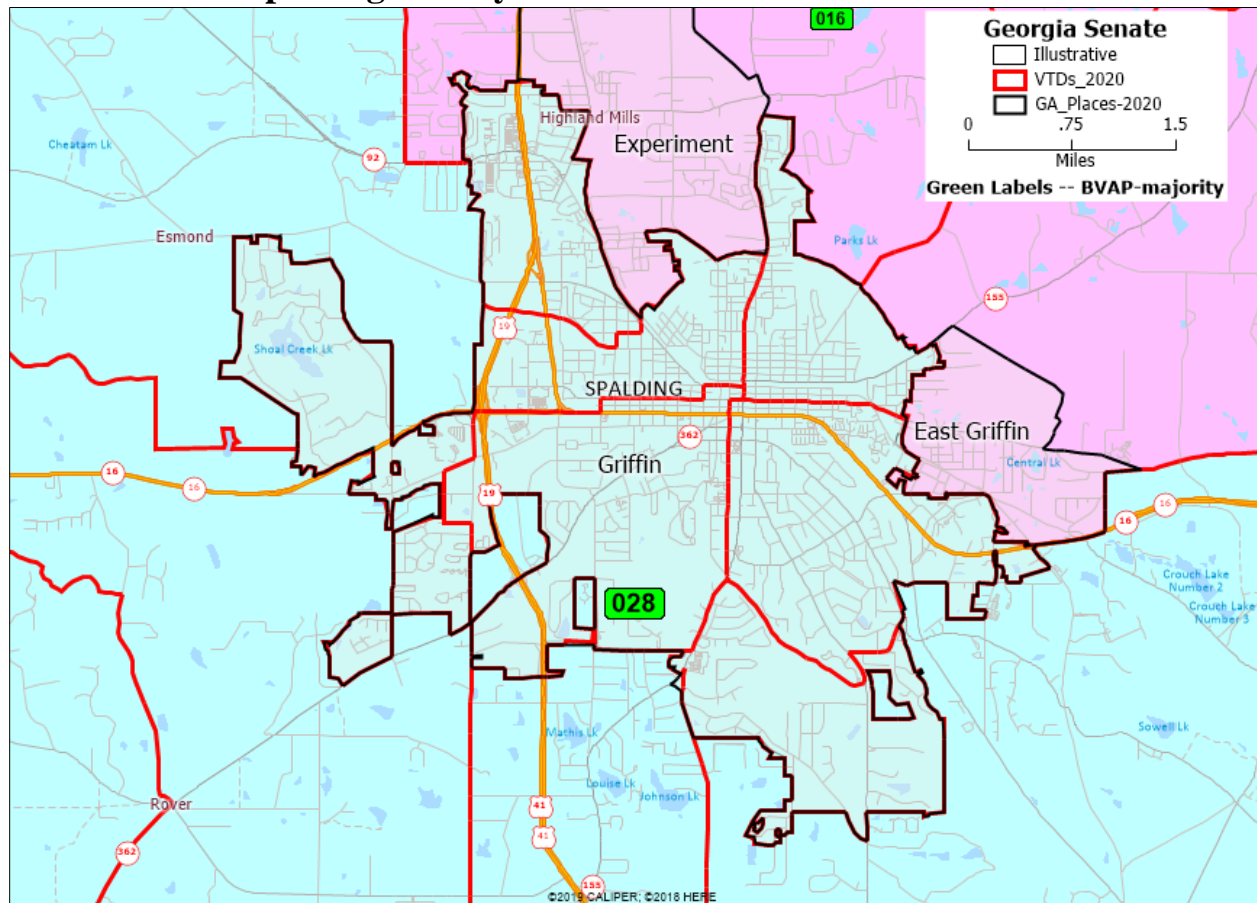 016
Georgia Senate
Illustrative
VTDs_2020
GA_Places-2020
0 .75 1.5
Miles
Green Labels -- BVAP-majority
Highland Mills
Experiment
Cheatam Lk
92
Esmond
Parks Lk
155
19
Shoal Creek Lk
SPALDING
362
East Griffin
Central Lk
Griffin
16
16
19
16
16
Crouch Lake
Number 2
Crouch Lake
Number 3
028
Mathis Lk
Sowell Lk
Louise Lk
Johnson Lk
Rover
41
41
362
155
©2019 CALIPER; ©2018 HERE